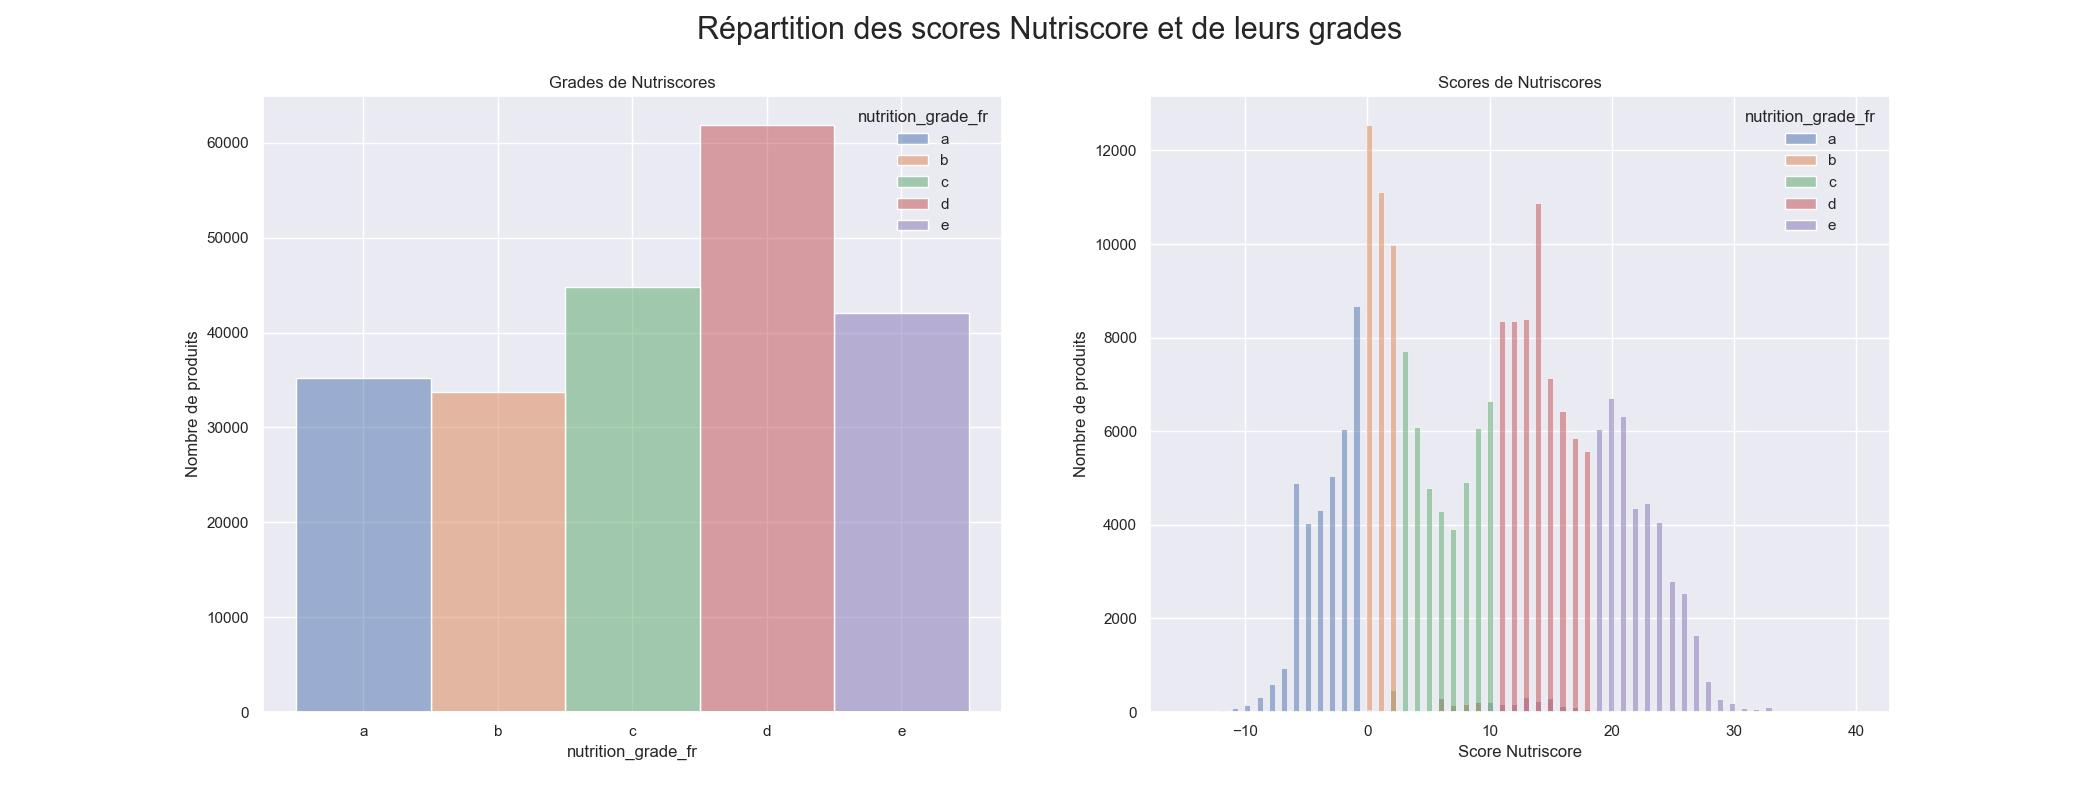 Répartition des scores Nutriscore et de leurs grades
Grades de Nutriscores
Nombre de produits
60000
50000
40000
30000
20000
10000
0
a
b
c
d
e
nutrition_grade_fr
nutrition_grade_fr
a
b
c
d
e
Scores de Nutriscores
Nombre de produits
12000
10000
8000
6000
4000
2000
0
−10
0
10
20
30
40
Score Nutriscore
nutrition_grade_fr
a
b
c
d
e